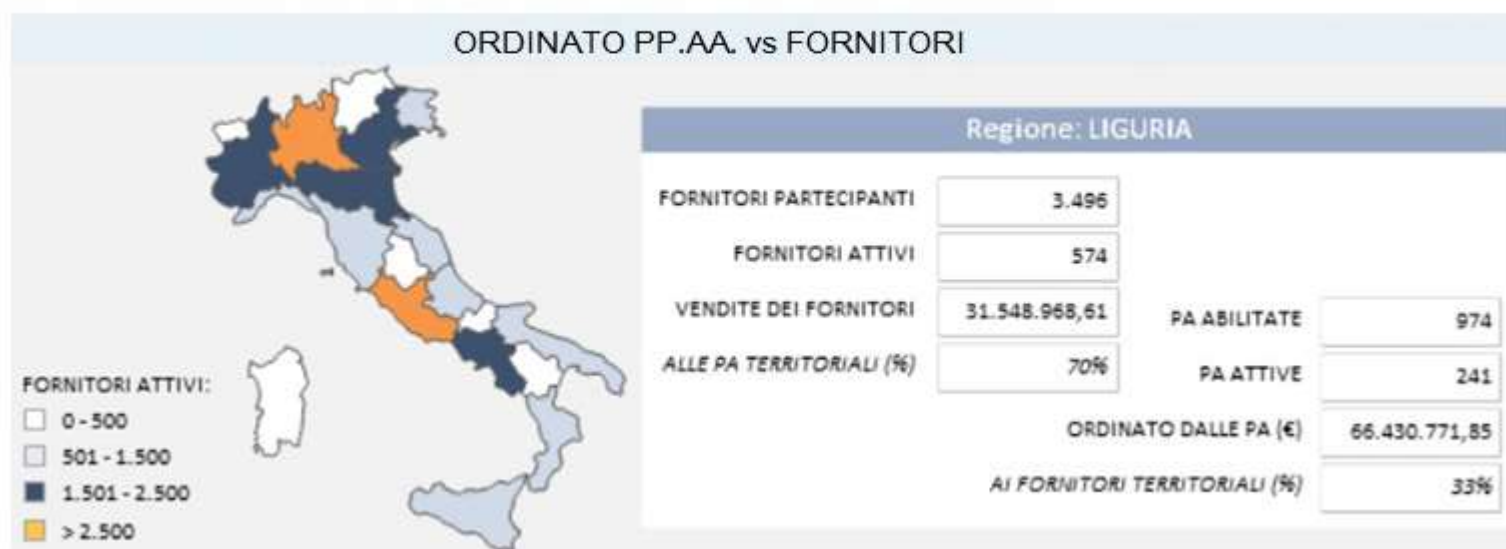 ORDINATO PP.AA. vs FORNITORI
Regione: LIGURIA
FORNITORI PARTECIPANTI 3.496
FORNITORI ATTIVI 574
VENDITE DEI FORNITORI 31.548.968,61
ALLE PA TERRITORIALI (%) 70%
PA ABILITATE 974
PA ATTIVE 241
ORDINATO DALLE PA (€) 66.430.771,85
AI FORNITORI TERRITORIALI (%) 33%
FORNITORI ATTIVI:
0 - 500
501 - 1.500
1.501 - 2.500
> 2.500